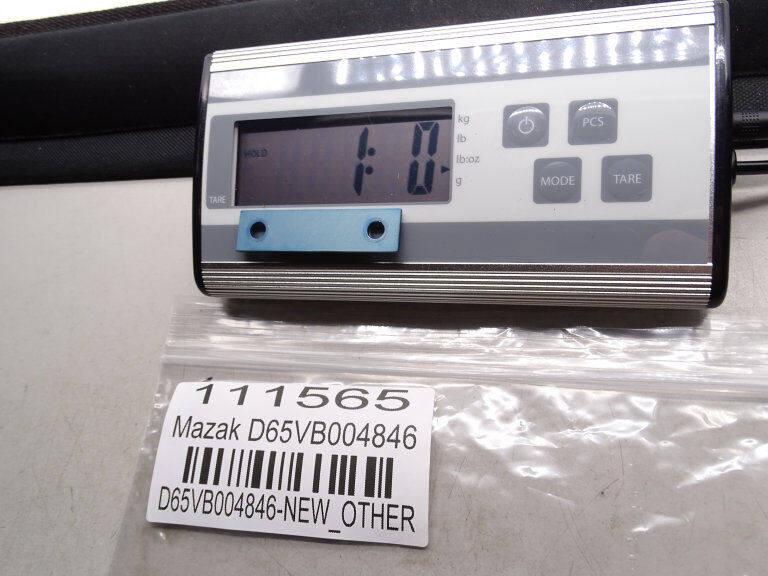 HOLD
1:0
TARE
kg
lb
lb:oz
g
PCS
MODE
TARE
111565
Mazak D65VB004846
D65VB004846-NEW_OTHER